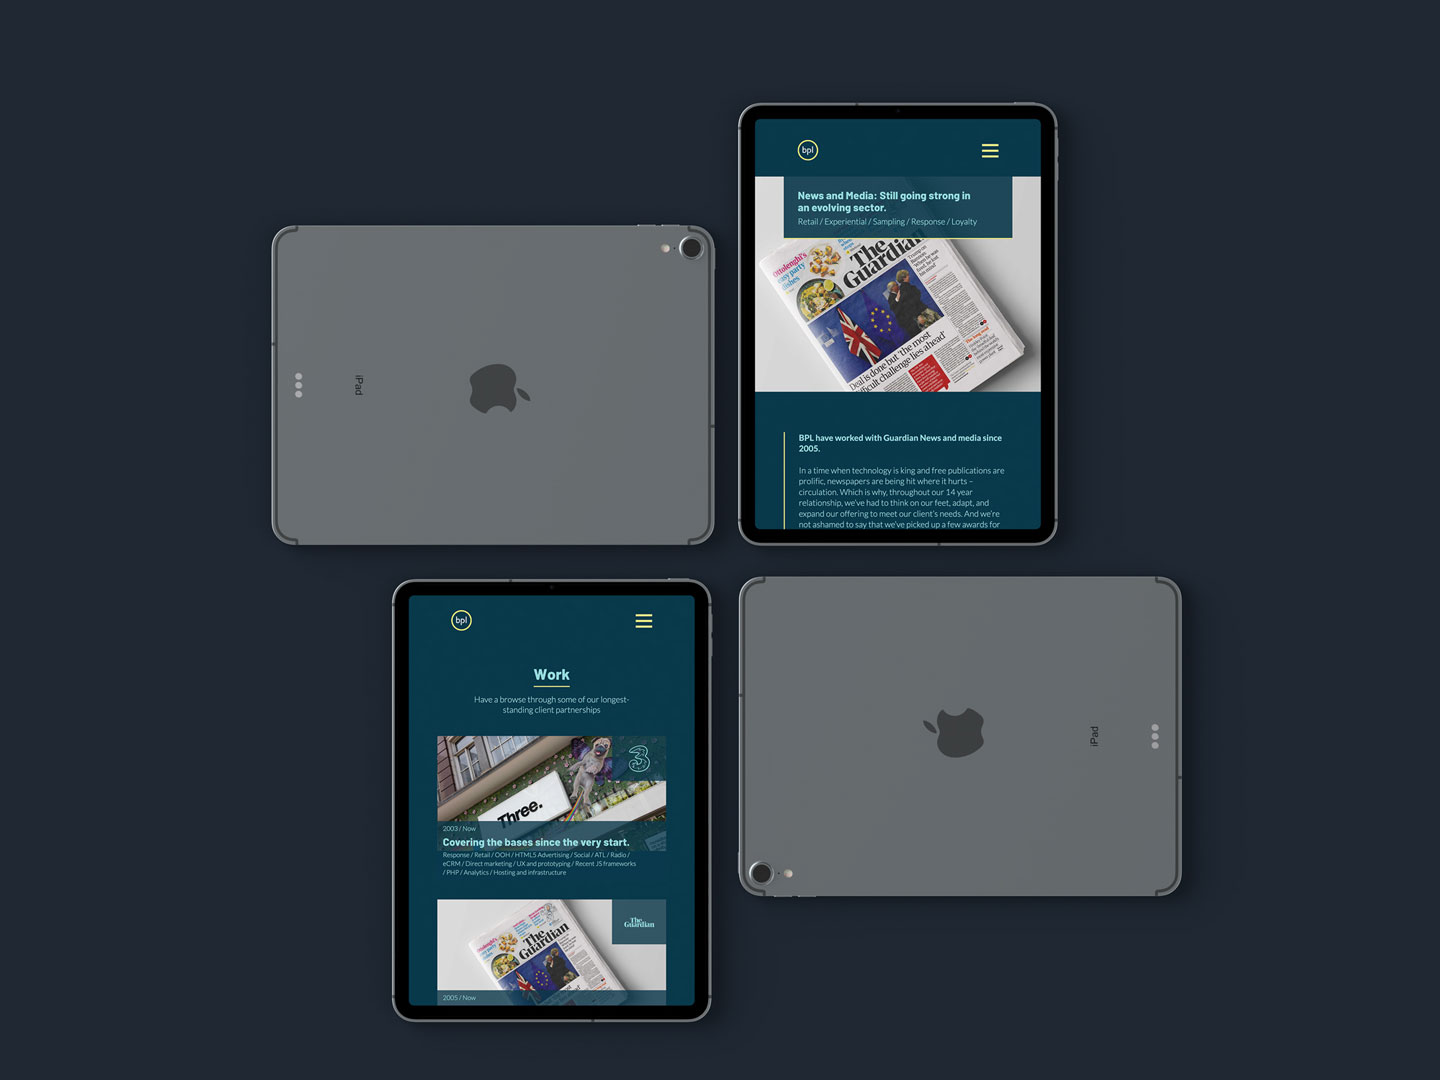 bpl
News and Media: Still going strong in
an evolving sector.
Retail / Experiential / Sampling / Response / Loyalty
Ottolenghi's
easy party
dishes
The
Guardian
Deal is done but 'the most
difficult challenge lies ahead'
BPL have worked with Guardian News and media since
2005.
In a time when technology is king and free publications are
prolific, newspapers are being hit where it hurts –
circulation. Which is why, throughout our 14 year
relationship, we've had to think on our feet, adapt, and
expand our offering to meet our client's needs. And we're
not ashamed to say that we've picked up a few awards for
iPad
bpl
Work
Have a browse through some of our longest-
standing client partnerships
3
Three.
2003 / Now
Covering the bases since the very start.
Response / Retail / OOH / HTML5 Advertising / Social / ATL / Radio /
eCRM / Direct marketing / UX and prototyping / Recent JS frameworks
/ PHP / Analytics / Hosting and infrastructure
The
Guardian
The
Guardian
2005 / Now
iPad